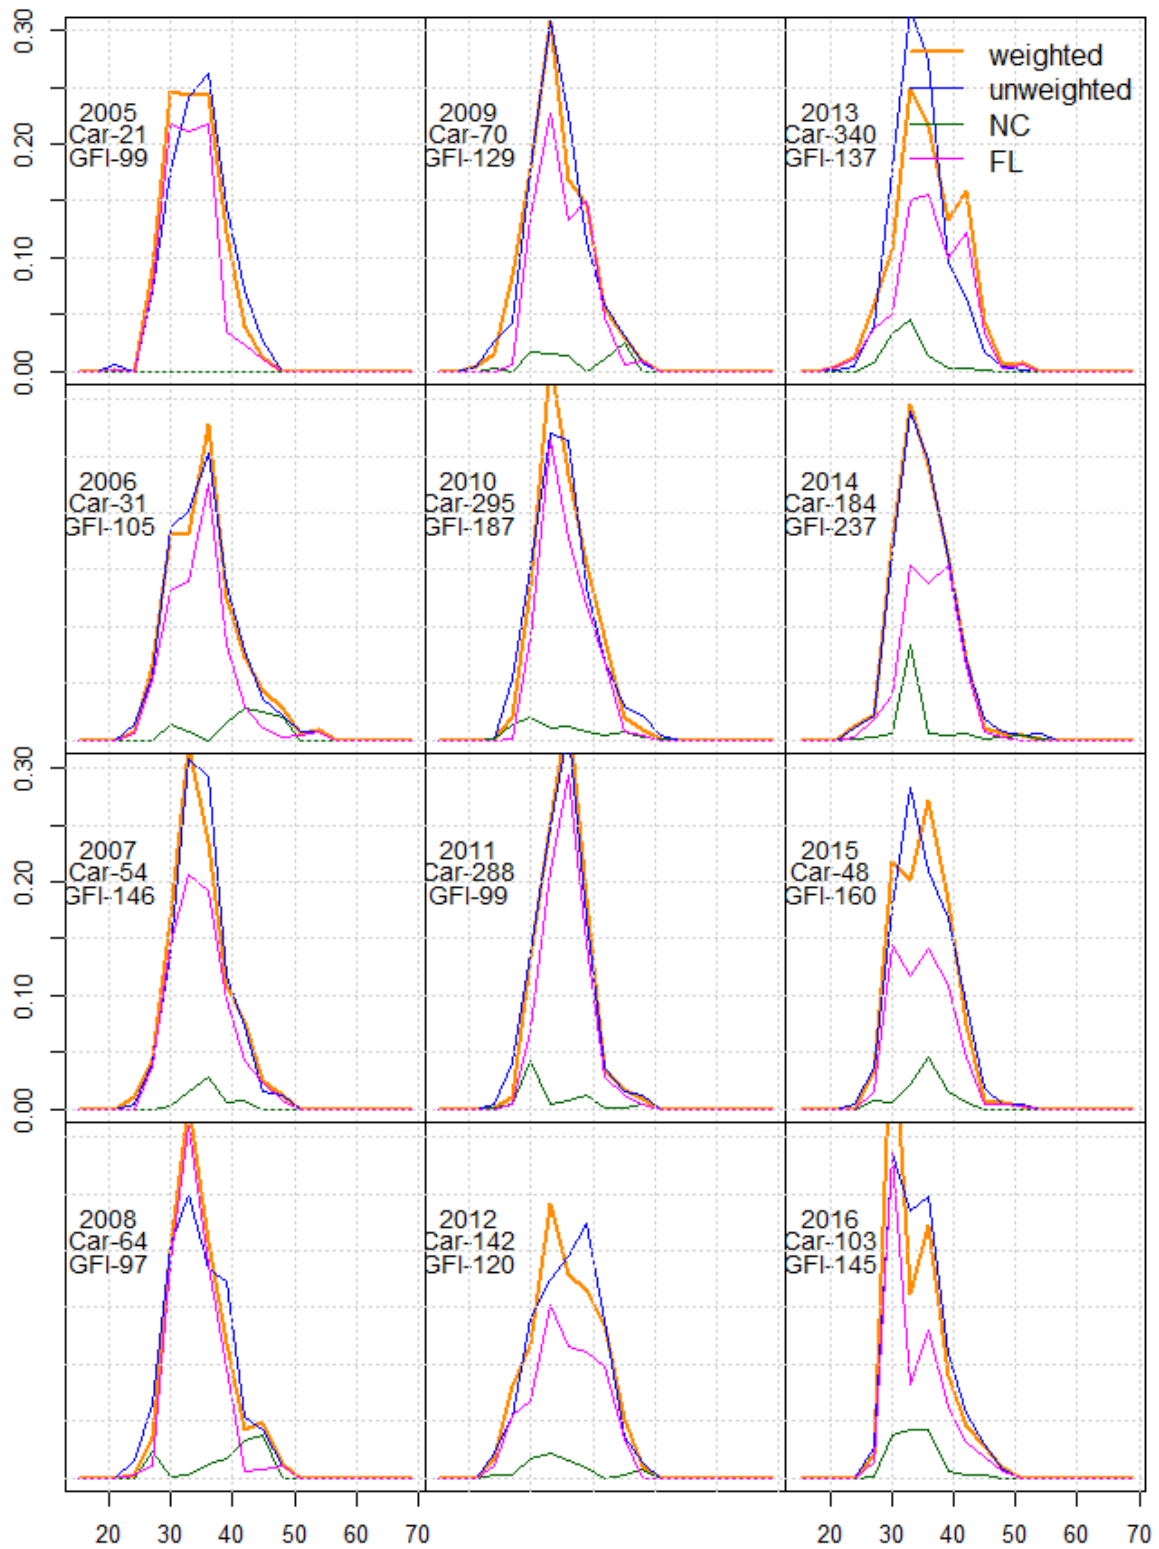 0.30
0.20
0.10
0.00
2005
Car-21
GFI-99
2009
Car-70
GFI-129
2013
Car-340
GFI-137
weighted
unweighted
NC
FL
2006
Car-31
GFI-105
2010
Car-295
GFI-187
2014
Car-184
GFI-237
0.30
0.20
0.10
0.00
2007
Car-54
GFI-146
2011
Car-288
GFI-99
2015
Car-48
GFI-160
2008
Car-64
GFI-97
2012
Car-142
GFI-120
2016
Car-103
GFI-145
20 30 40 50 60 70
20 30 40 50 60 70